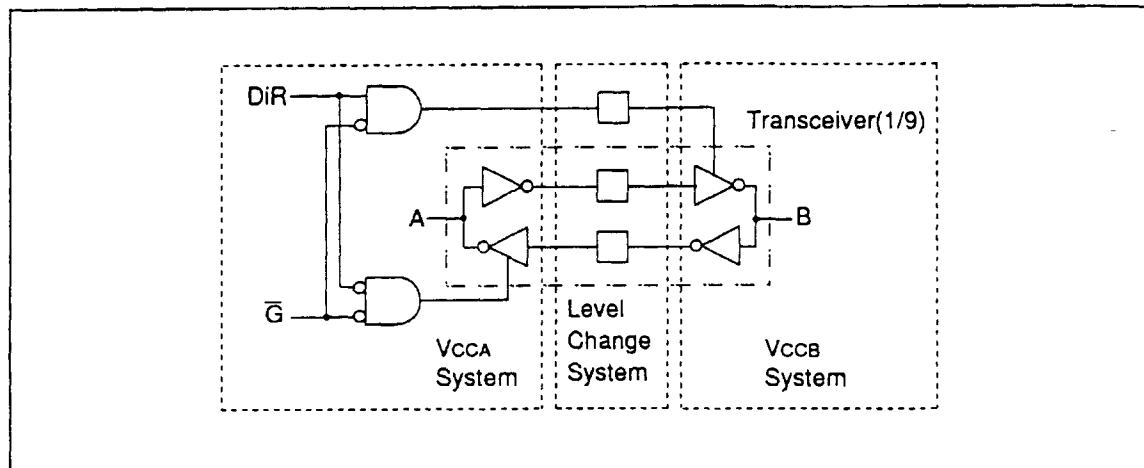 DiR
Transceiver(1/9)
A
B
G̅
Level
Change
System
VCCA
System
VCCB
System